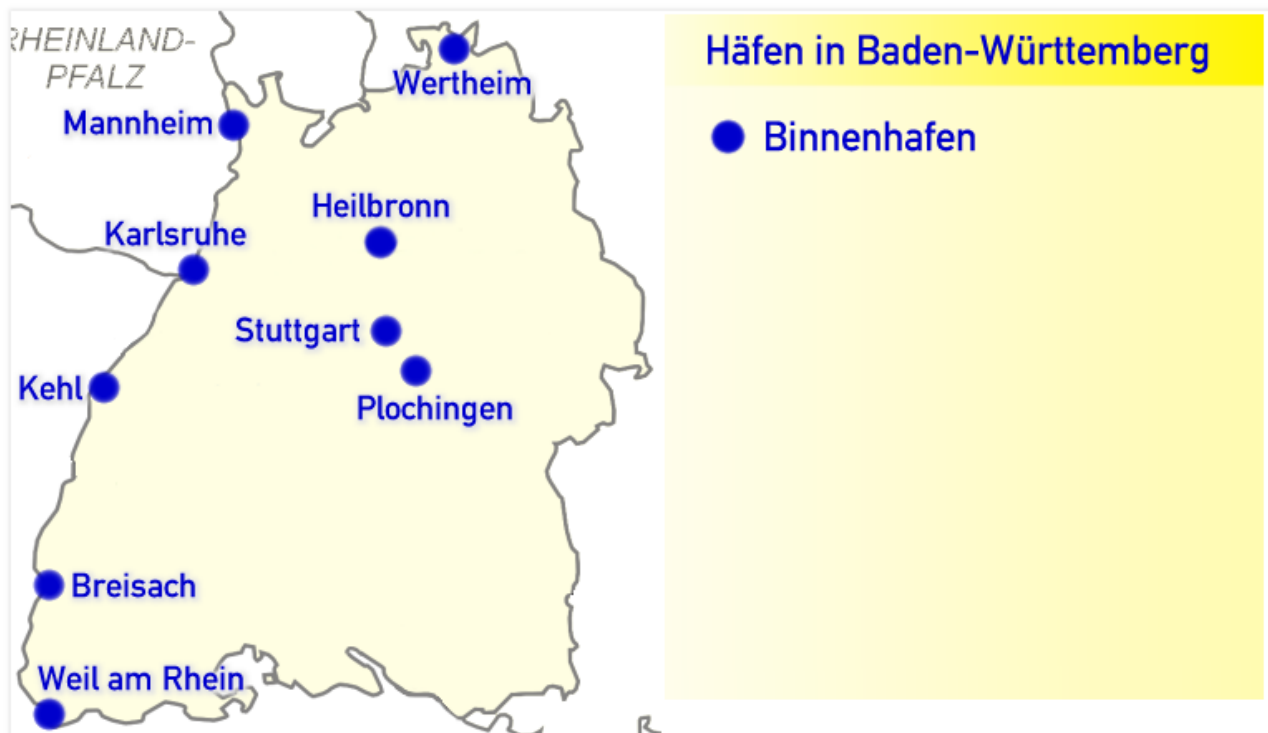 RHEINLAND-
PFALZ
Häfen in Baden-Württemberg
Binnenhafen
Wertheim
Mannheim
Heilbronn
Karlsruhe
Stuttgart
Kehl
Plochingen
Breisach
Weil am Rhein